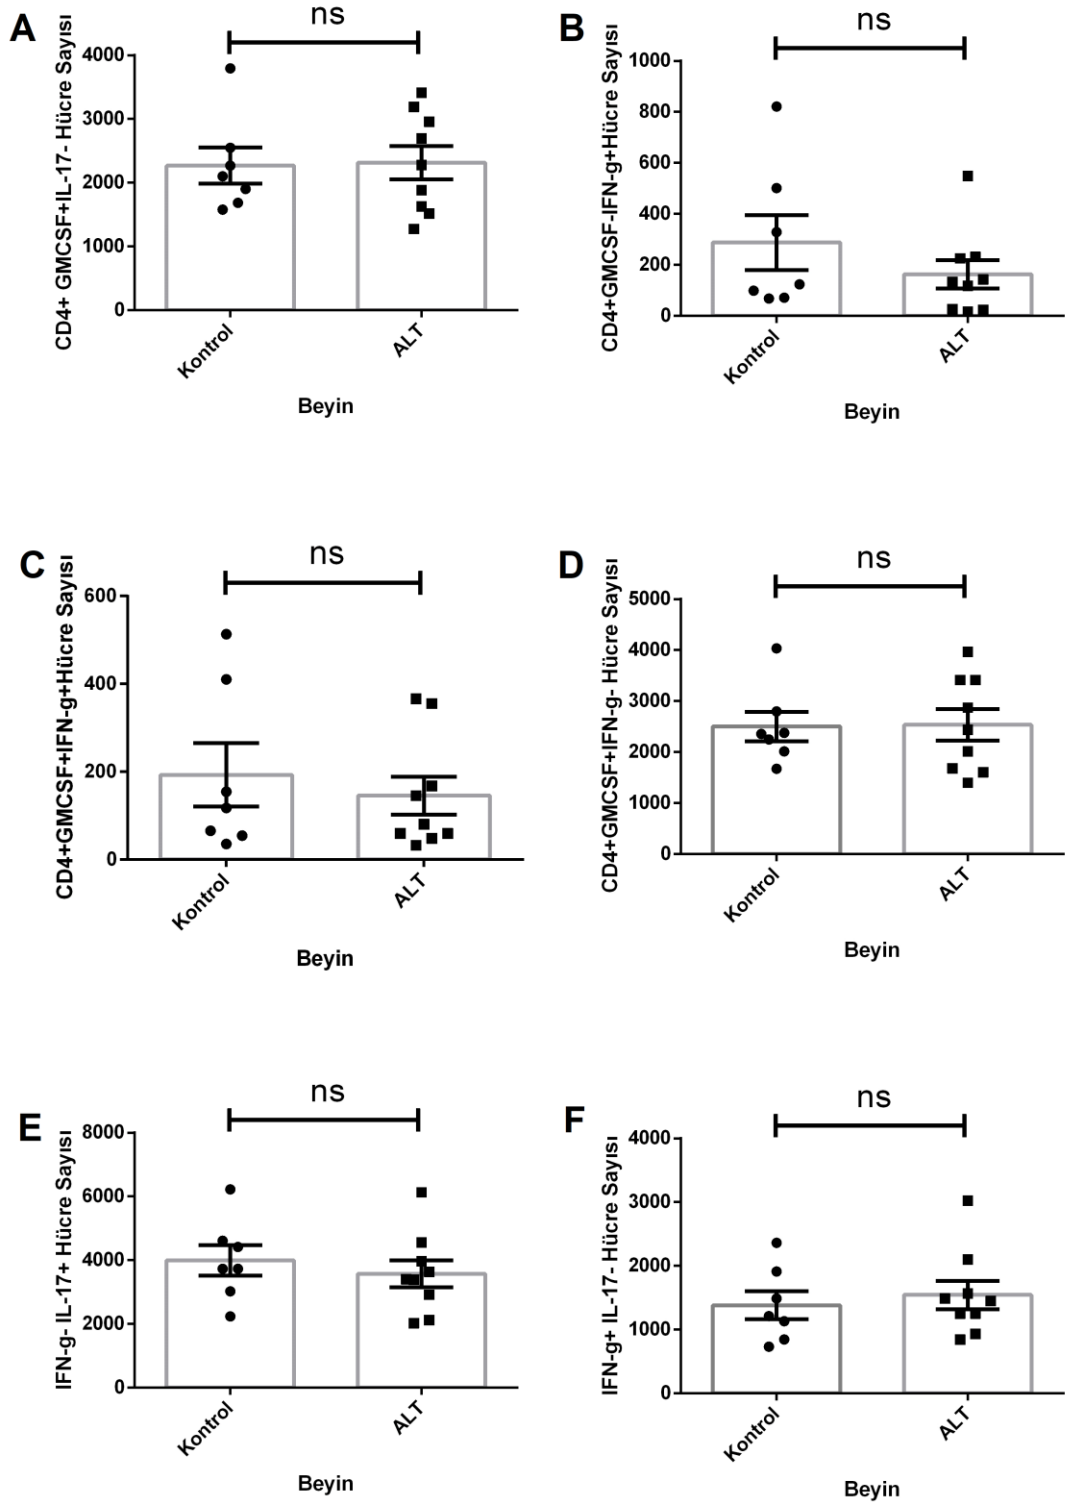 A
ns
CD4+ GMCSF+IL-17- Hücre Sayısı
4000
3000
2000
1000
0
Kontrol
ALT
Beyin
B
ns
CD4+GMCSF-IFN-g+Hücre Sayısı
1000
800
600
400
200
0
Kontrol
ALT
Beyin
C
ns
CD4+GMCSF+IFN-g+Hücre Sayısı
600
400
200
0
Kontrol
ALT
Beyin
D
ns
CD4+GMCSF+IFN-g- Hücre Sayısı
5000
4000
3000
2000
1000
0
Kontrol
ALT
Beyin
E
ns
IFN-g- IL-17+ Hücre Sayısı
8000
6000
4000
2000
0
Kontrol
ALT
Beyin
F
ns
IFN-g+ IL-17- Hücre Sayısı
4000
3000
2000
1000
0
Kontrol
ALT
Beyin